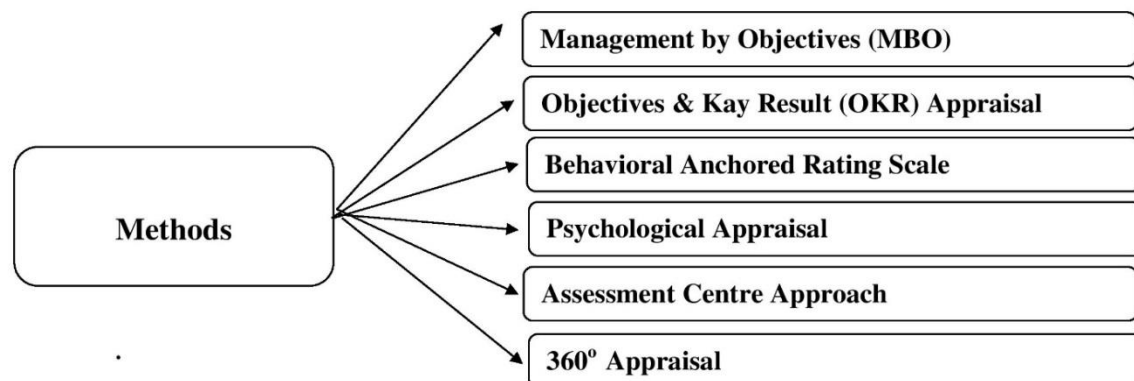 Methods
Management by Objectives (MBO)
Objectives & Kay Result (OKR) Appraisal
Behavioral Anchored Rating Scale
Psychological Appraisal
Assessment Centre Approach
360° Appraisal